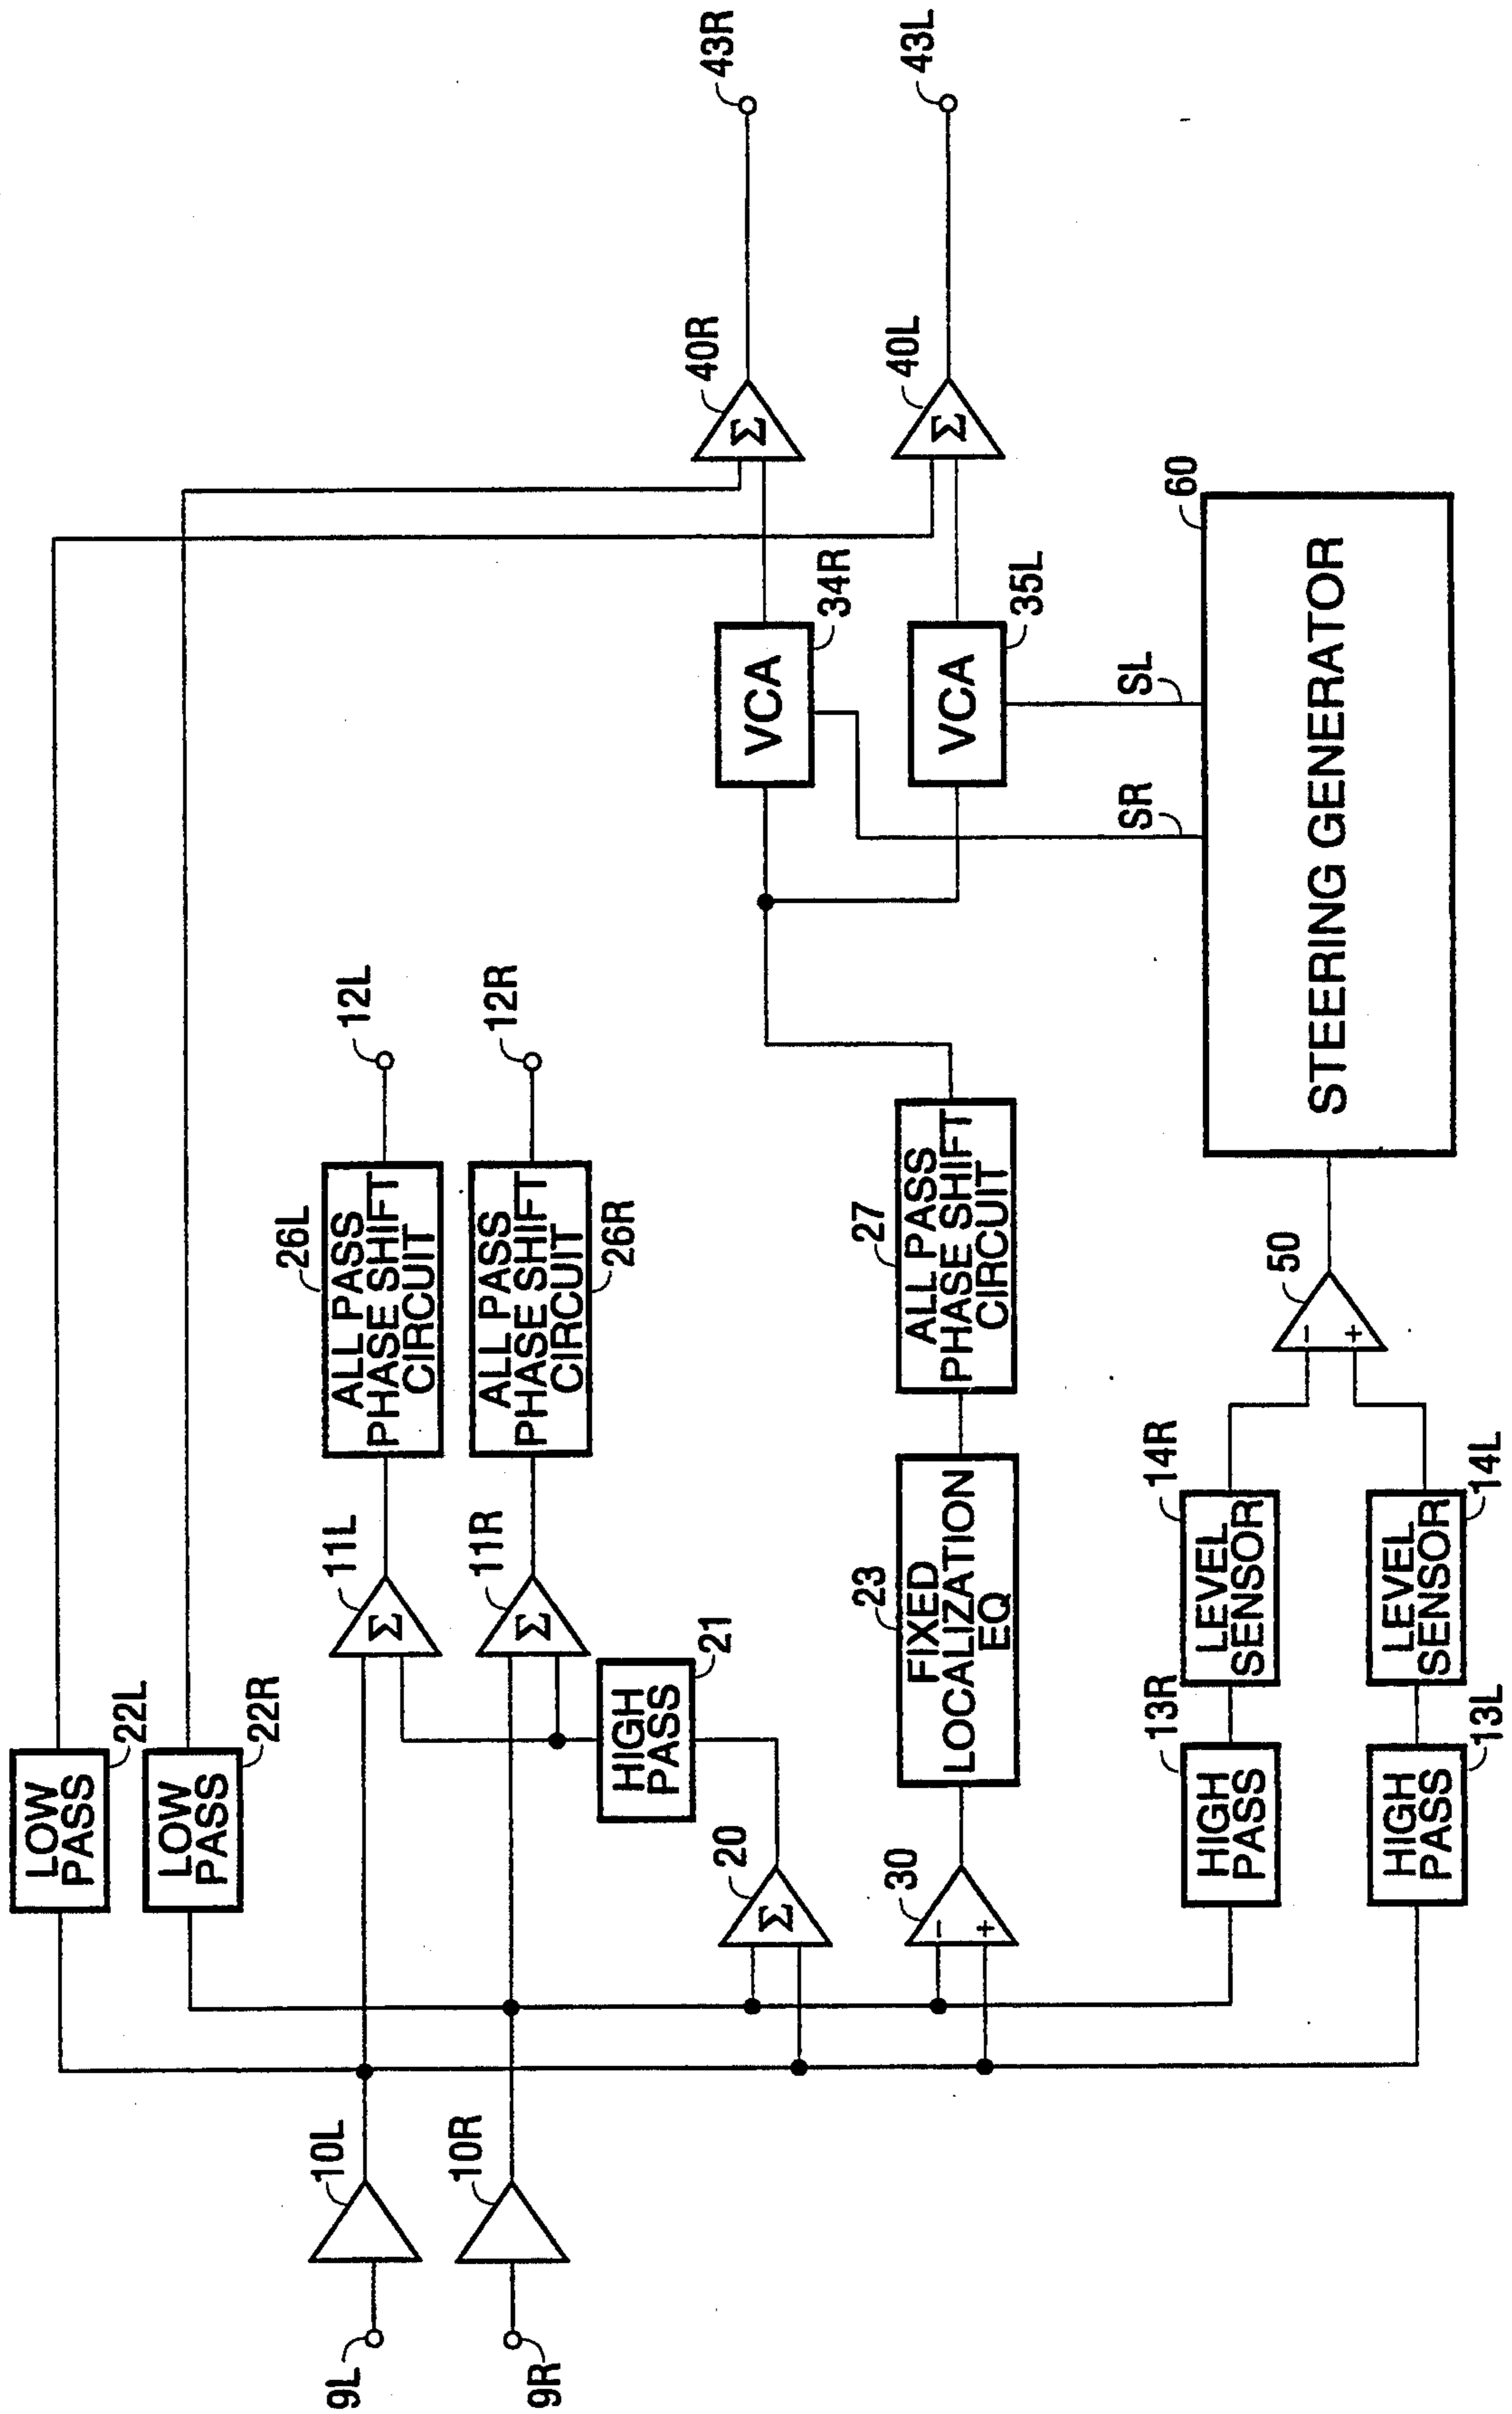 LOW
PASS
22L
LOW
PASS
22R
9L
10L
11L
Σ
26L
ALL PASS
PHASE SHIFT
CIRCUIT
12L
9R
10R
11R
Σ
ALL PASS
PHASE SHIFT
CIRCUIT
26R
12R
HIGH
PASS
21
20
Σ
VCA
34R
40R
Σ
43R
30
-
+
23
FIXED
LOCALIZATION
EQ
27
ALL PASS
PHASE SHIFT
CIRCUIT
VCA
35L
40L
Σ
43L
SR
SL
13R
HIGH
PASS
14R
LEVEL
SENSOR
HIGH
PASS
13L
LEVEL
SENSOR
14L
50
-
+
60
STEERING GENERATOR